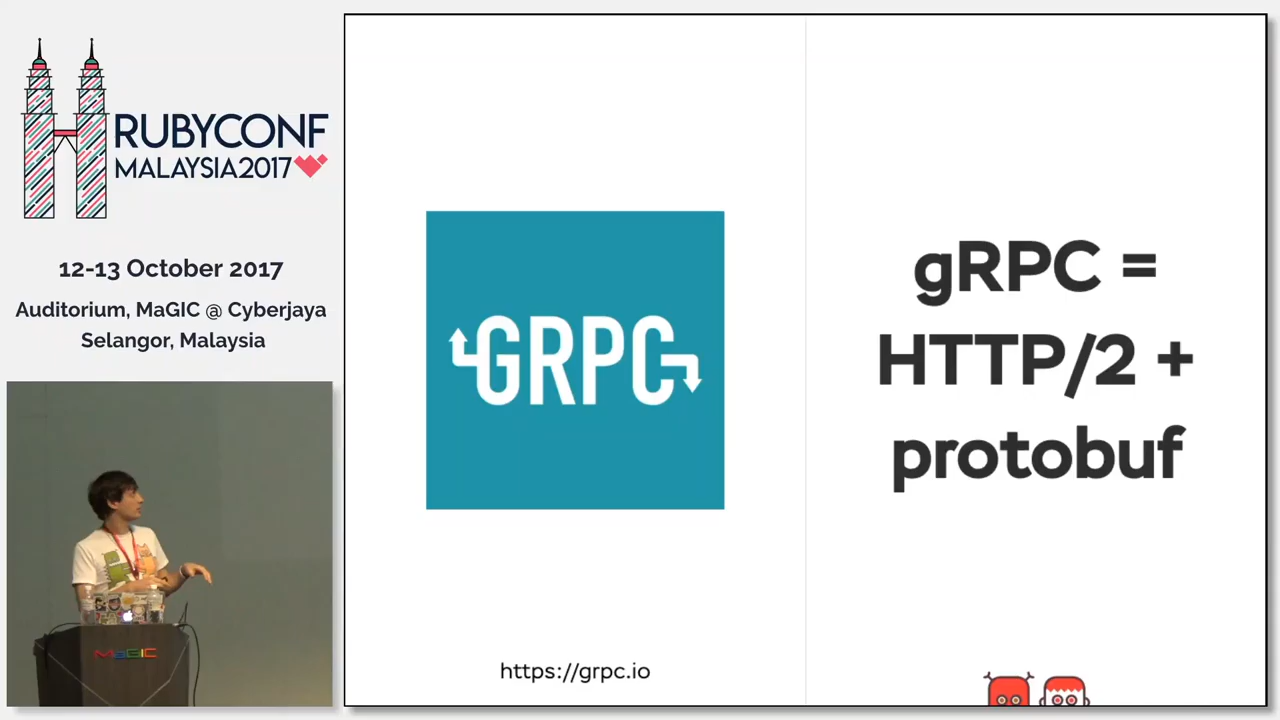 RUBYCONF
MALAYSIA2017
12-13 October 2017
Auditorium, MaGIC @ Cyberjaya
Selangor, Malaysia
MaGIC
GRPC
https://grpc.io
gRPC =
HTTP/2 +
protobuf